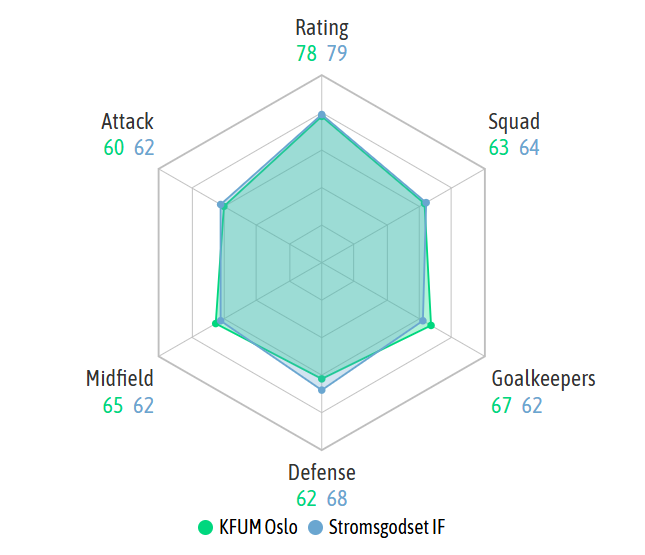 Rating
78 79
Attack
60 62
Squad
63 64
Midfield
65 62
Goalkeepers
67 62
Defense
62 68
KFUM Oslo Stromsgodset IF